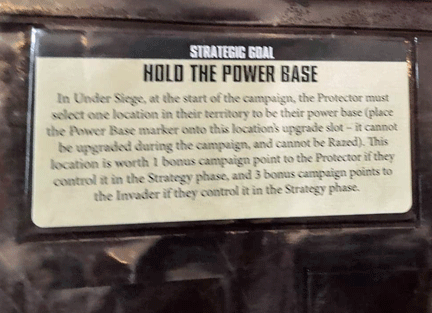 STRATEGIC GOAL
HOLD THE POWER BASE
In Under Siege, at the start of the campaign, the Protector must
select one location in their territory to be their power base (place
the Power Base marker onto this location's upgrade slot – it cannot
be upgraded during the campaign, and cannot be Razed). This
location is worth 1 bonus campaign point to the Protector if they
control it in the Strategy phase, and 3 bonus campaign points to
the Invader if they control it in the Strategy phase.